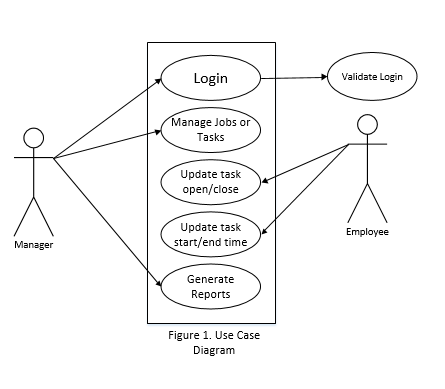 Login
Validate Login
Manage Jobs or
Tasks
Update task
open/close
Update task
start/end time
Generate
Reports
Manager
Employee
Figure 1. Use Case
Diagram